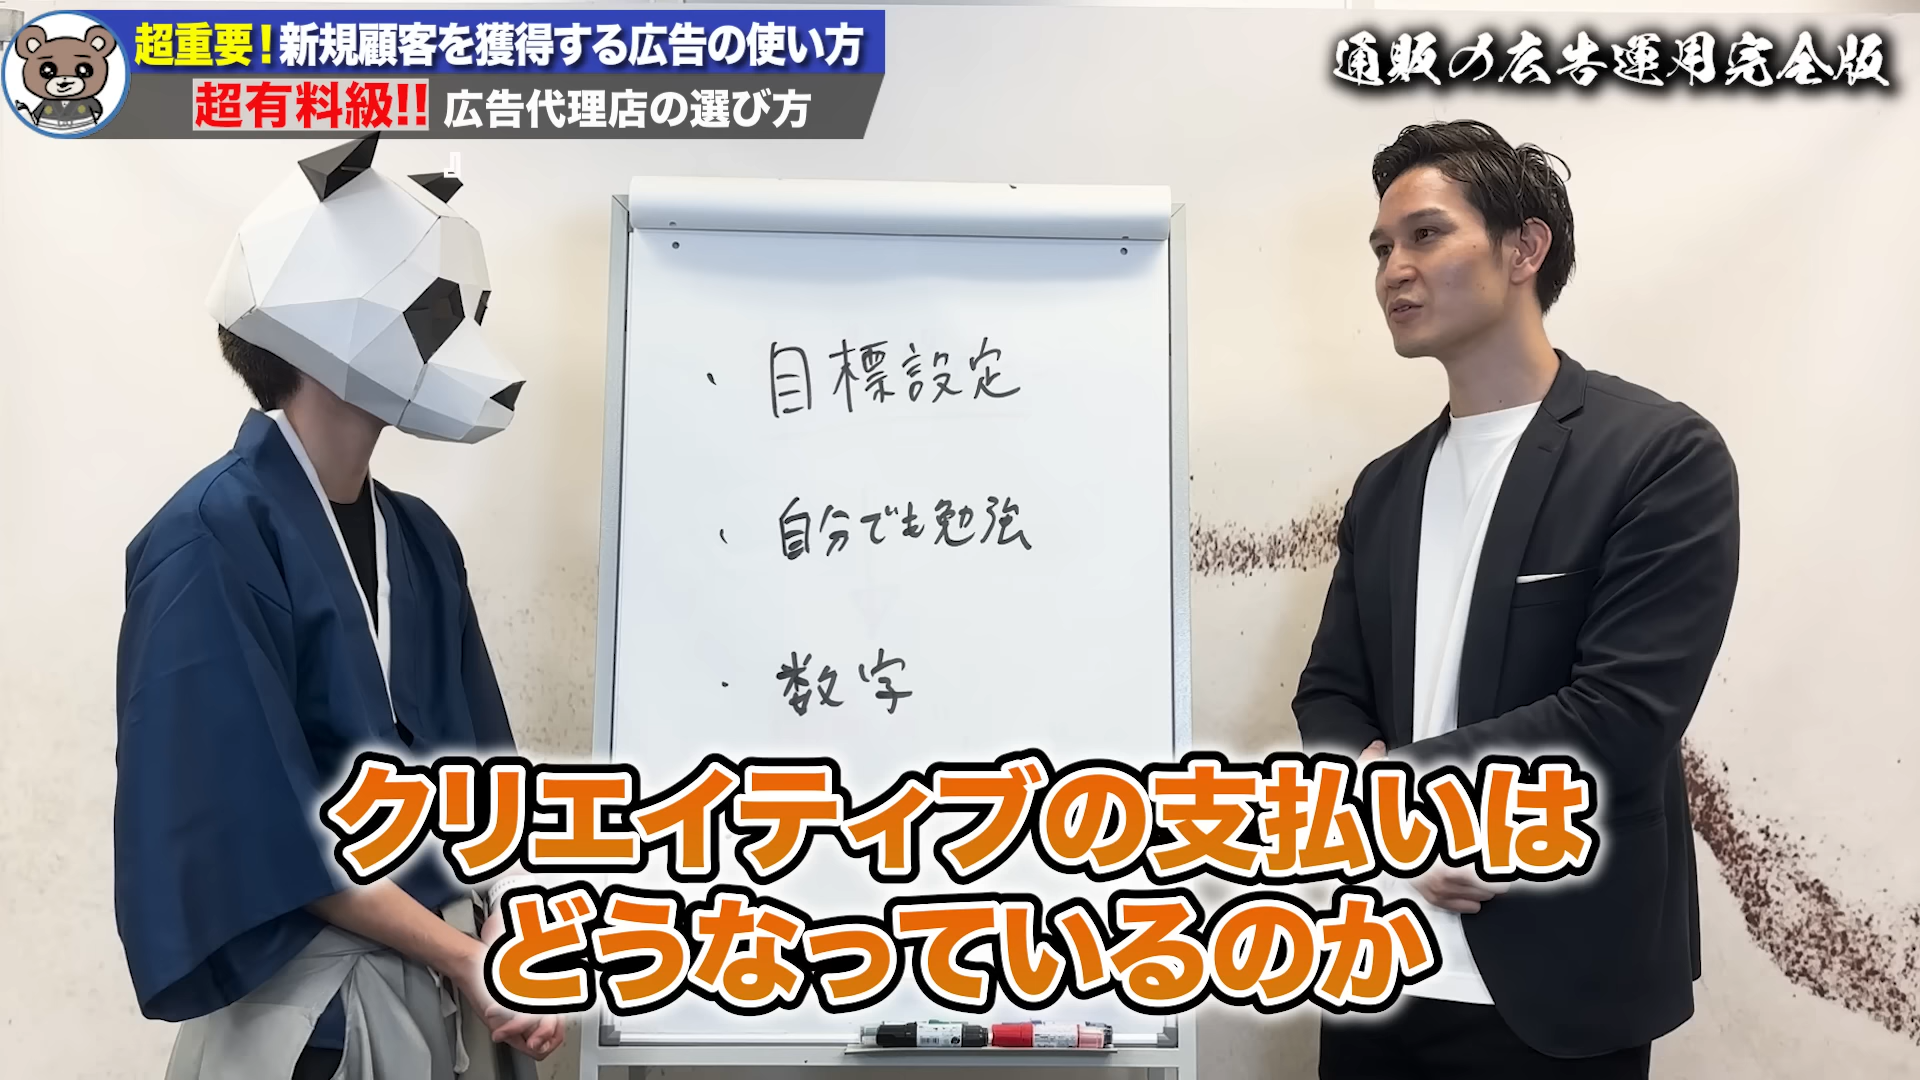 超重要!新規顧客を獲得する広告の使い方
超有料級!!広告代理店の選び方
通販の広告運用完全版
・目標設定
・自分でも勉強
・数字
クリエイティブの支払いは
どうなっているのか